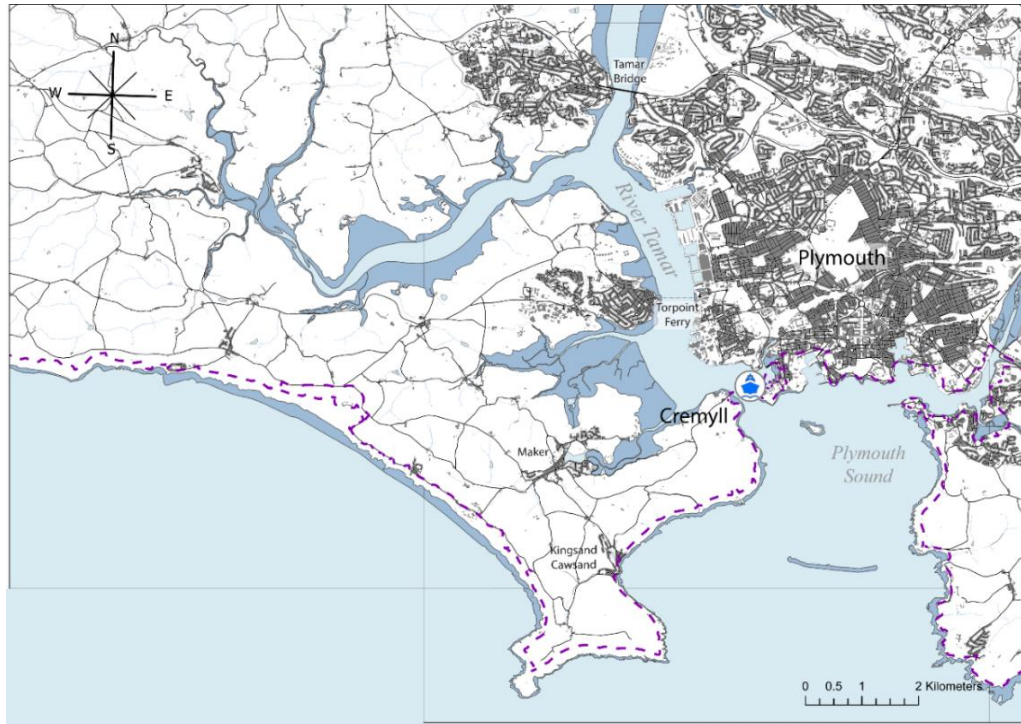 N
W E
S
Tamar
Bridge
River Tamar
Plymouth
Torpoint
Ferry
Cremyll
Maker
Plymouth
Sound
Kingsand
Cawsand
0 0.5 1 2 Kilometers